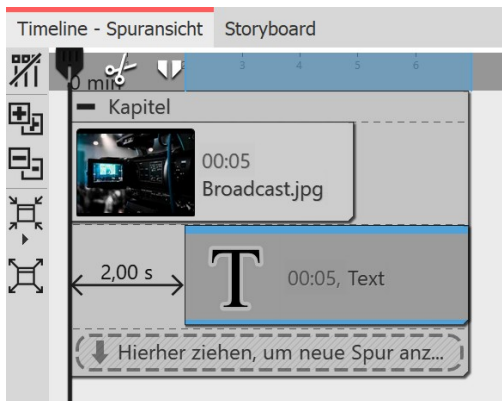 Timeline - Spuransicht Storyboard
0 min 2 3 4 5 6
Kapitel
00:05
Broadcast.jpg
2,00 s
T 00:05, Text
Hierher ziehen, um neue Spur anz...